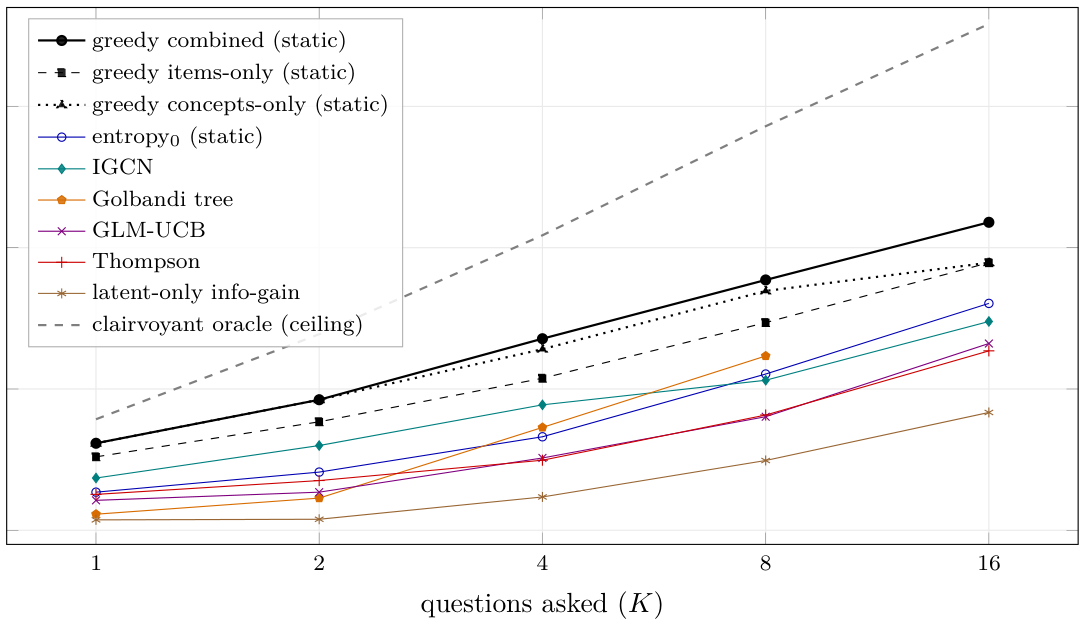 greedy combined (static)
greedy items-only (static)
greedy concepts-only (static)
entropy₀ (static)
IGCN
Golbandi tree
GLM-UCB
Thompson
latent-only info-gain
clairvoyant oracle (ceiling)
1 2 4 8 16
questions asked (K)